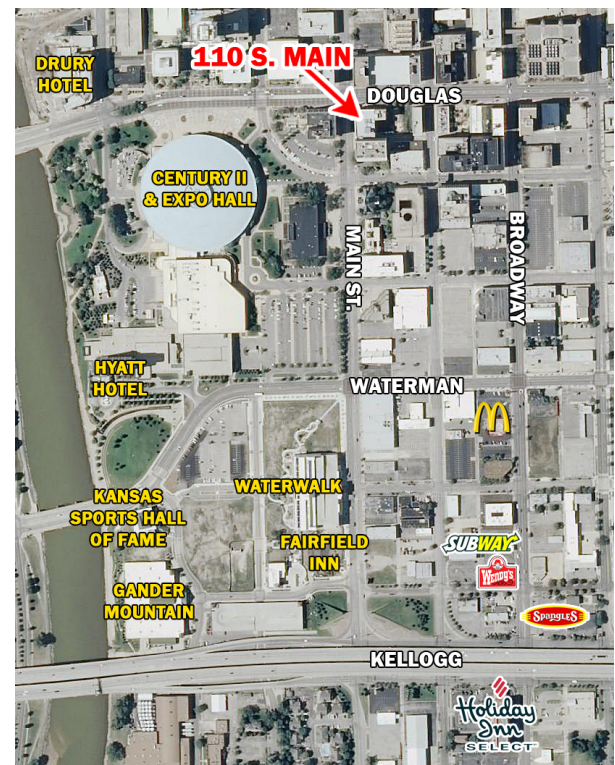 DRURY
HOTEL
110 S. MAIN
DOUGLAS
CENTURY II
& EXPO HALL
MAIN ST.
BROADWAY
HYATT
HOTEL
WATERMAN
KANSAS
SPORTS HALL
OF FAME
WATERWALK
FAIRFIELD
INN
SUBWAY
WENDY'S
GANDER
MOUNTAIN
SPANGLES
KELLOGG
Holiday
Inn
SELECT